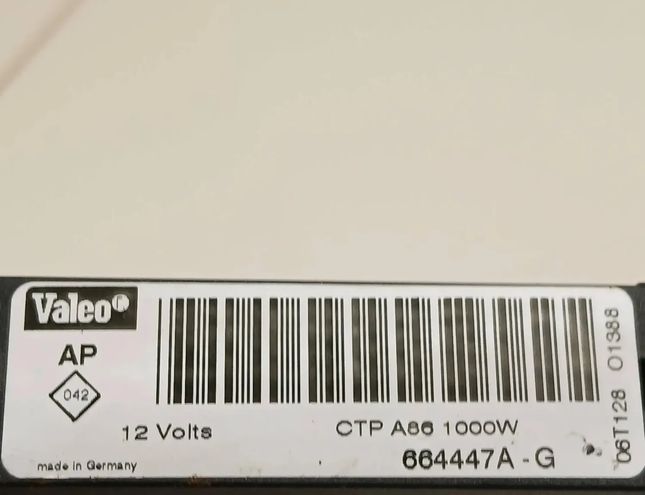 Valeo®
AP
042
12 Volts
CTP A86 1000W
made in Germany
664447A - G
06T128 01388